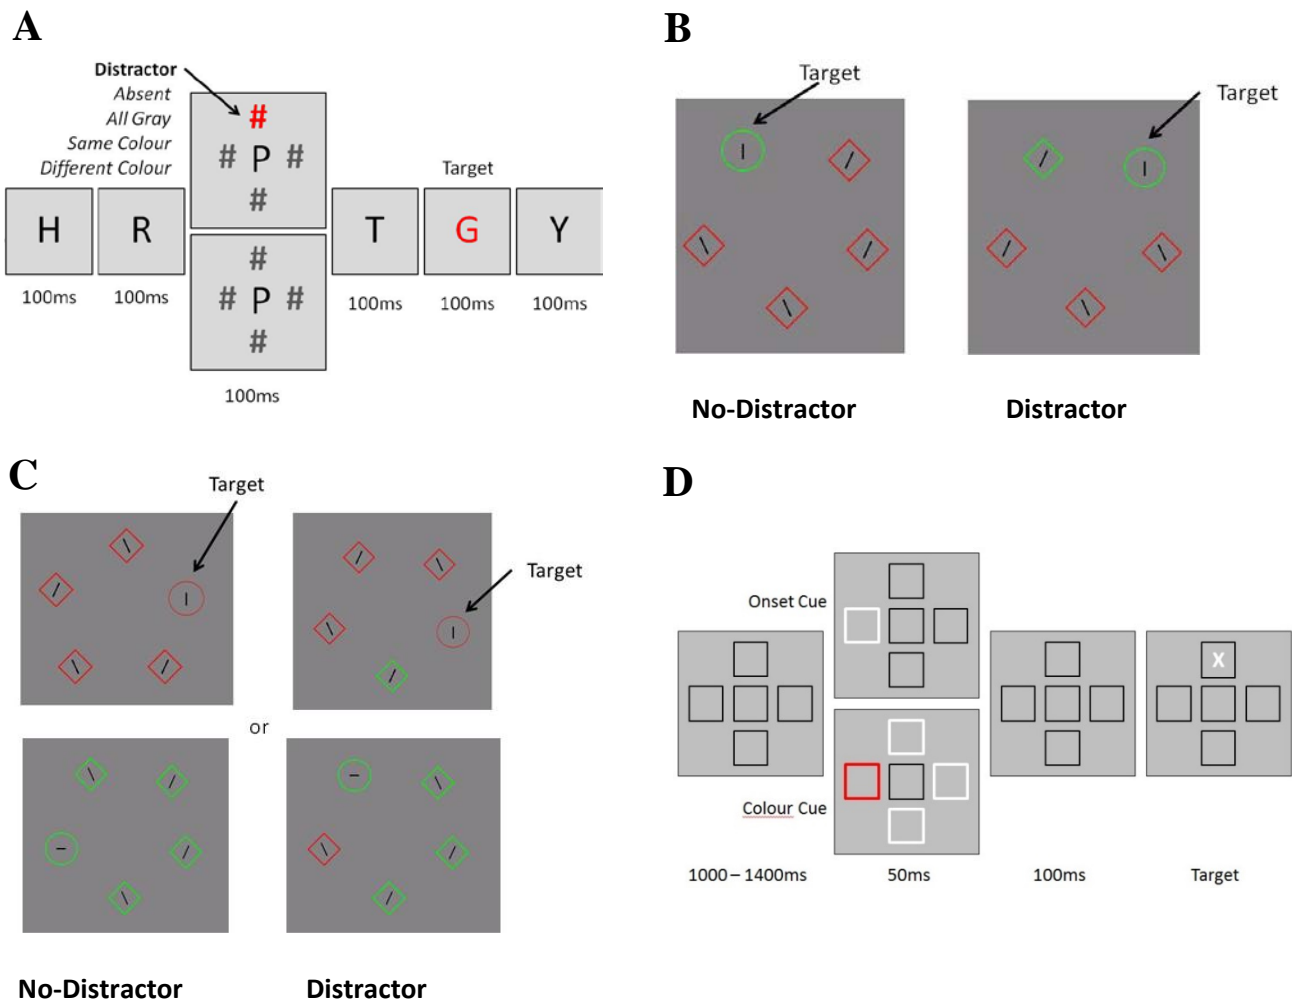 A
Distractor
Absent
All Gray
Same Colour
Different Colour
#
# P #
#
H
R
#
# P #
#
T
Target
G
Y
100ms
100ms
100ms
100ms
100ms
100ms
B
Target
Target
No-Distractor
Distractor
C
Target
Target
or
No-Distractor
Distractor
D
Onset Cue
Colour Cue
X
1000 – 1400ms
50ms
100ms
Target